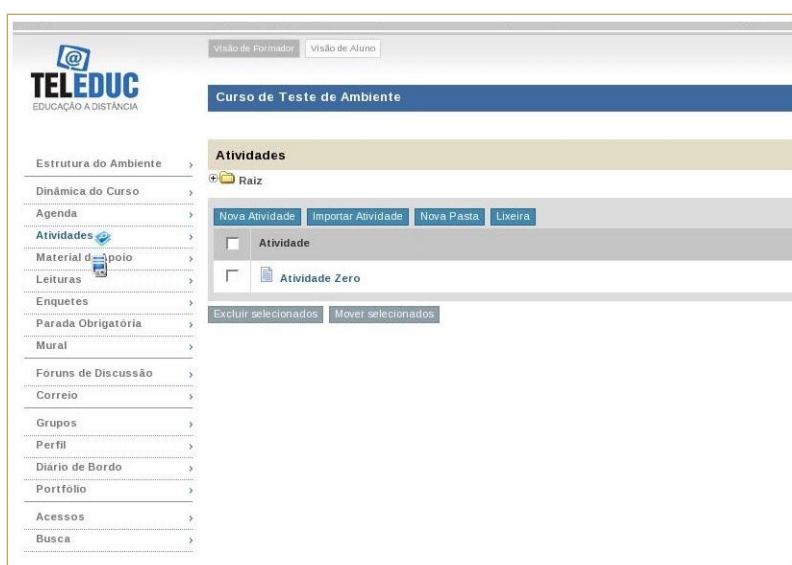 Visão de Formador Visão de Aluno
@
TELEDUC
EDUCAÇÃO A DISTÂNCIA
Curso de Teste de Ambiente
Estrutura do Ambiente
Dinâmica do Curso
Agenda
Atividades
Material d poio
Leituras
Enquetes
Parada Obrigatória
Mural
Fóruns de Discussão
Correio
Grupos
Perfil
Diário de Bordo
Portfólio
Acessos
Busca
Atividades
Raiz
Nova Atividade Importar Atividade Nova Pasta Lixeira
Atividade
Atividade Zero
Excluir selecionados Mover selecionados